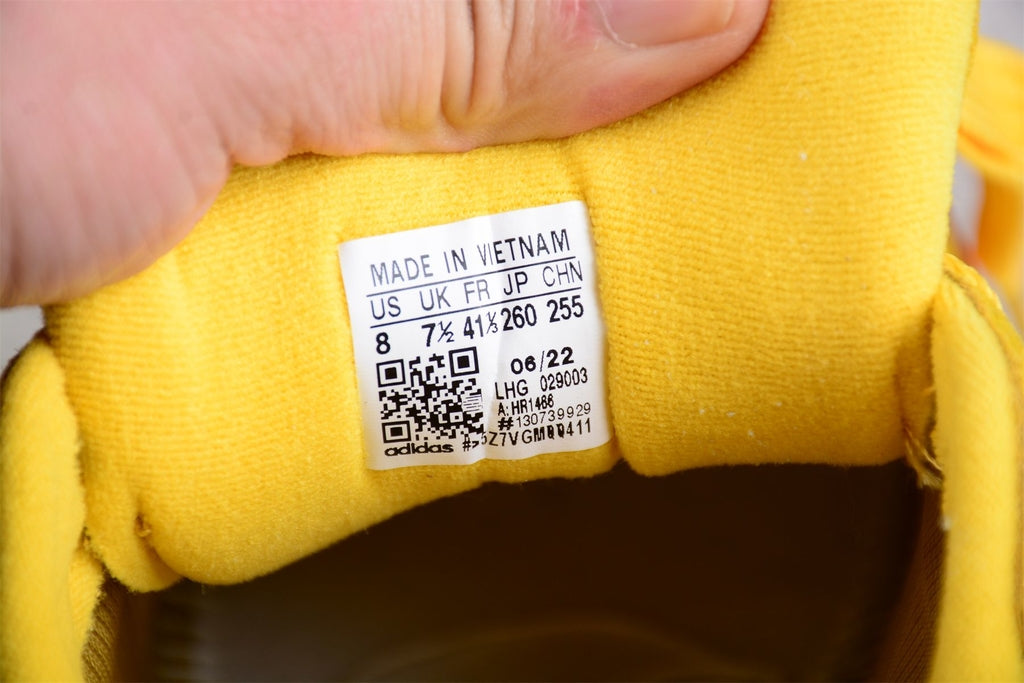 MADE IN VIETNAM
US UK FR JP CHN
8 7½ 41⅓ 260 255
06/22
LHG 029003
A: HR1486
#130739929
adidas